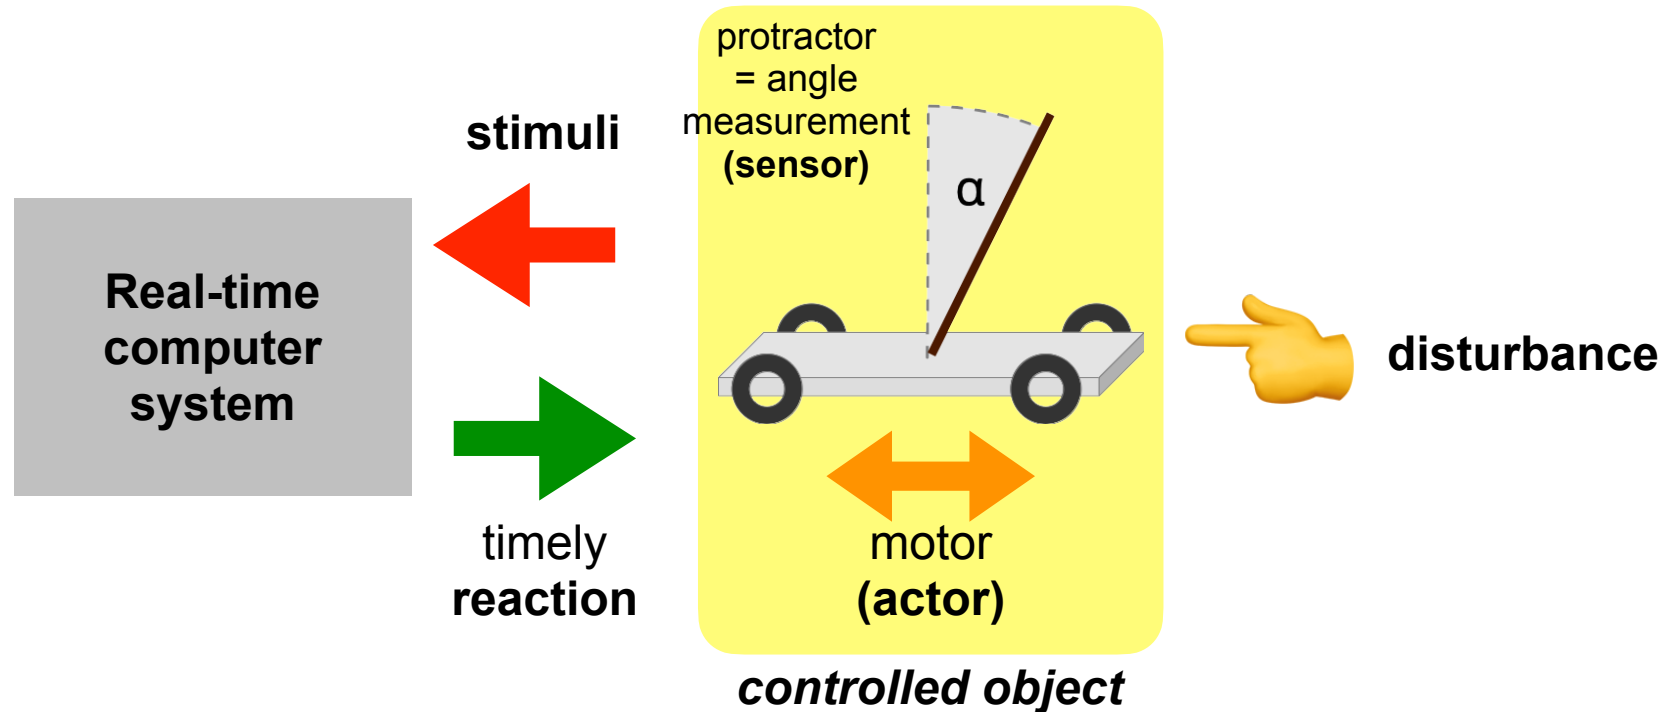 protractor
= angle
measurement
(sensor)
stimuli
α
Real-time
computer
system
disturbance
timely
reaction
motor
(actor)
controlled object